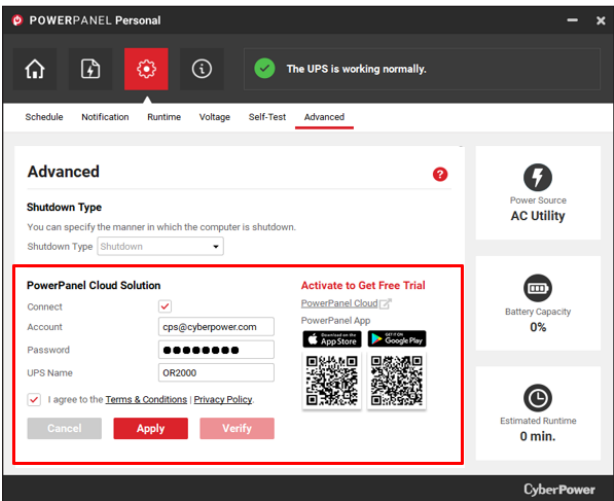 POWERPANEL Personal
The UPS is working normally.
Schedule Notification Runtime Voltage Self-Test Advanced
Advanced
?
Shutdown Type
You can specify the manner in which the computer is shutdown.
Shutdown Type Shutdown
PowerPanel Cloud Solution
Connect
Account cps@cyberpower.com
Password ●●●●●●●●
UPS Name OR2000
I agree to the Terms & Conditions | Privacy Policy.
Cancel Apply Verify
Activate to Get Free Trial
PowerPanel Cloud
PowerPanel App
Download on the App Store
GET IT ON Google Play
Power Source
AC Utility
Battery Capacity
0%
Estimated Runtime
0 min.
CyberPower